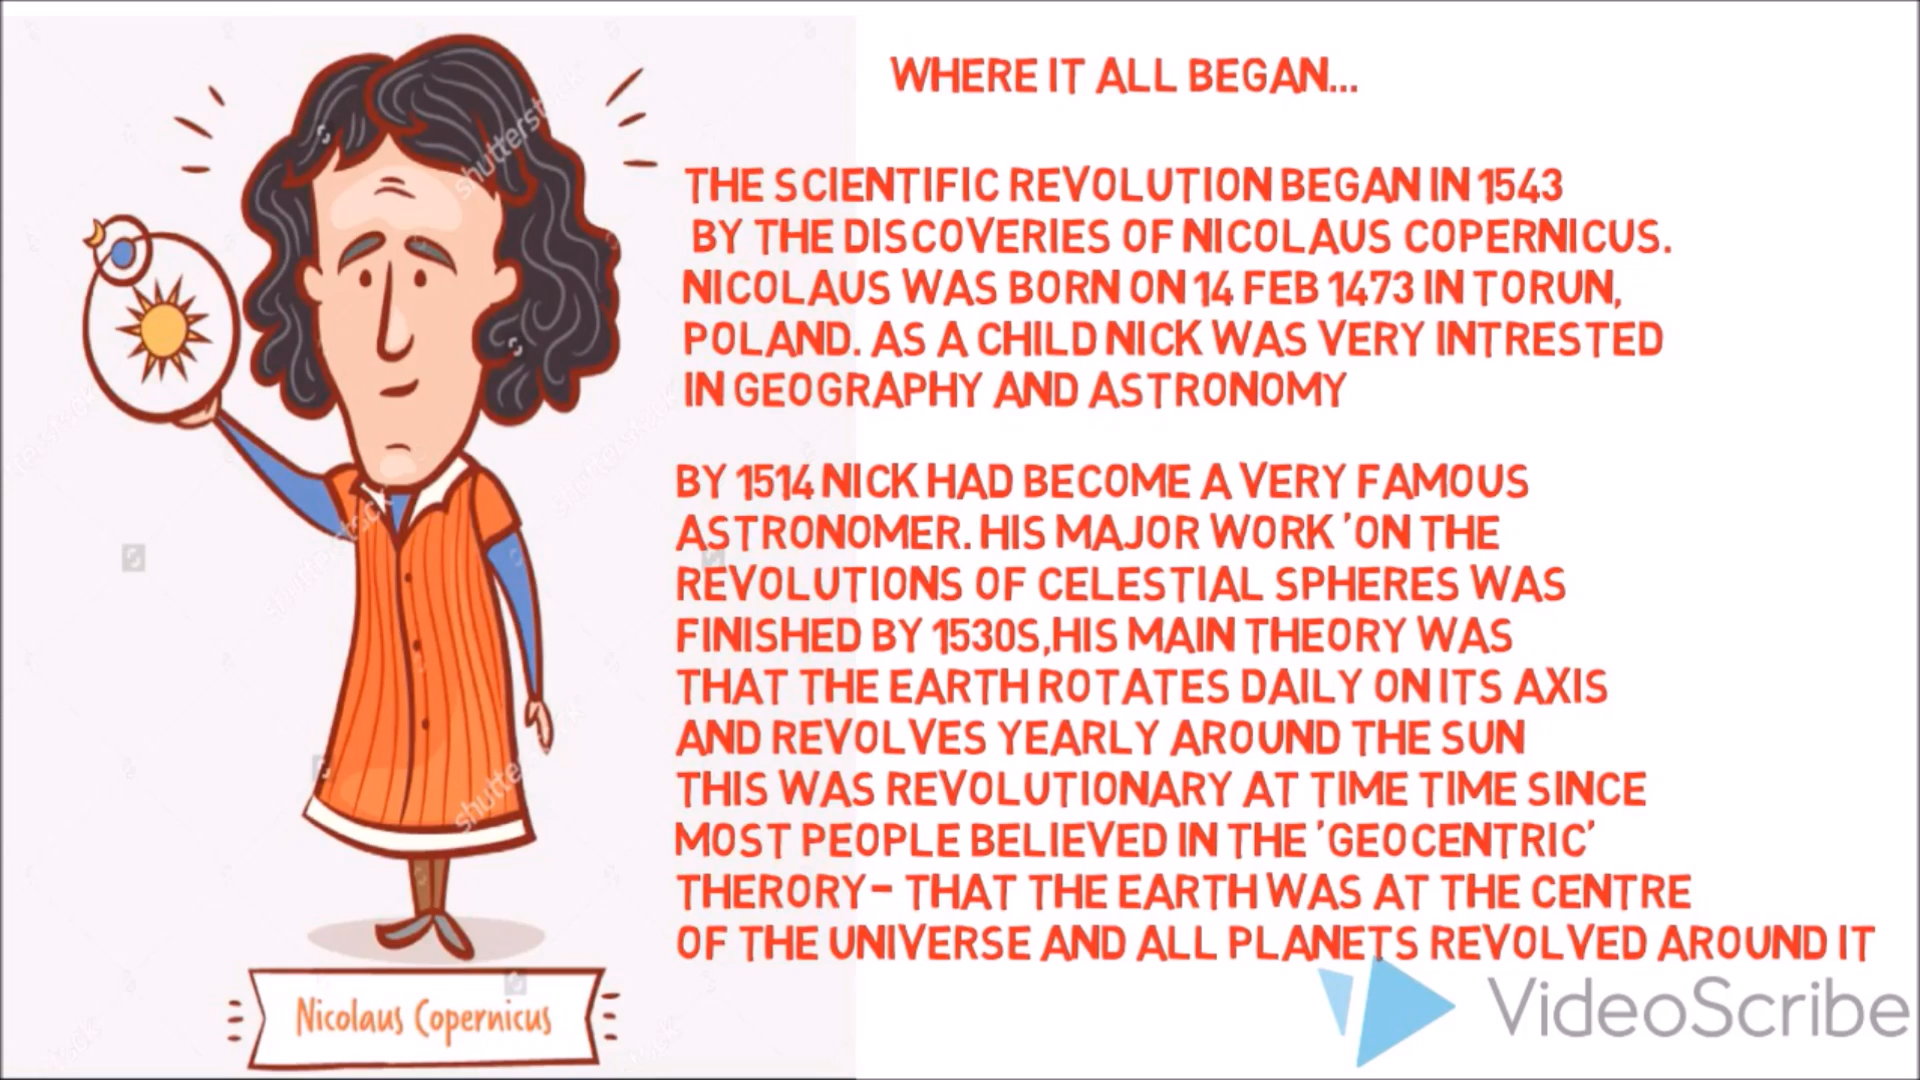 WHERE IT ALL BEGAN...
THE SCIENTIFIC REVOLUTION BEGAN IN 1543
BY THE DISCOVERIES OF NICOLAUS COPERNICUS.
NICOLAUS WAS BORN ON 14 FEB 1473 IN TORUN,
POLAND. AS A CHILD NICK WAS VERY INTRESTED
IN GEOGRAPHY AND ASTRONOMY
BY 1514 NICK HAD BECOME A VERY FAMOUS
ASTRONOMER. HIS MAJOR WORK 'ON THE
REVOLUTIONS OF CELESTIAL SPHERES WAS
FINISHED BY 1530S,HIS MAIN THEORY WAS
THAT THE EARTH ROTATES DAILY ON ITS AXIS
AND REVOLVES YEARLY AROUND THE SUN
THIS WAS REVOLUTIONARY AT TIME TIME SINCE
MOST PEOPLE BELIEVED IN THE 'GEOCENTRIC'
THERORY- THAT THE EARTH WAS AT THE CENTRE
OF THE UNIVERSE AND ALL PLANETS REVOLVED AROUND IT
Nicolaus Copernicus
VideoScribe
shutterstock